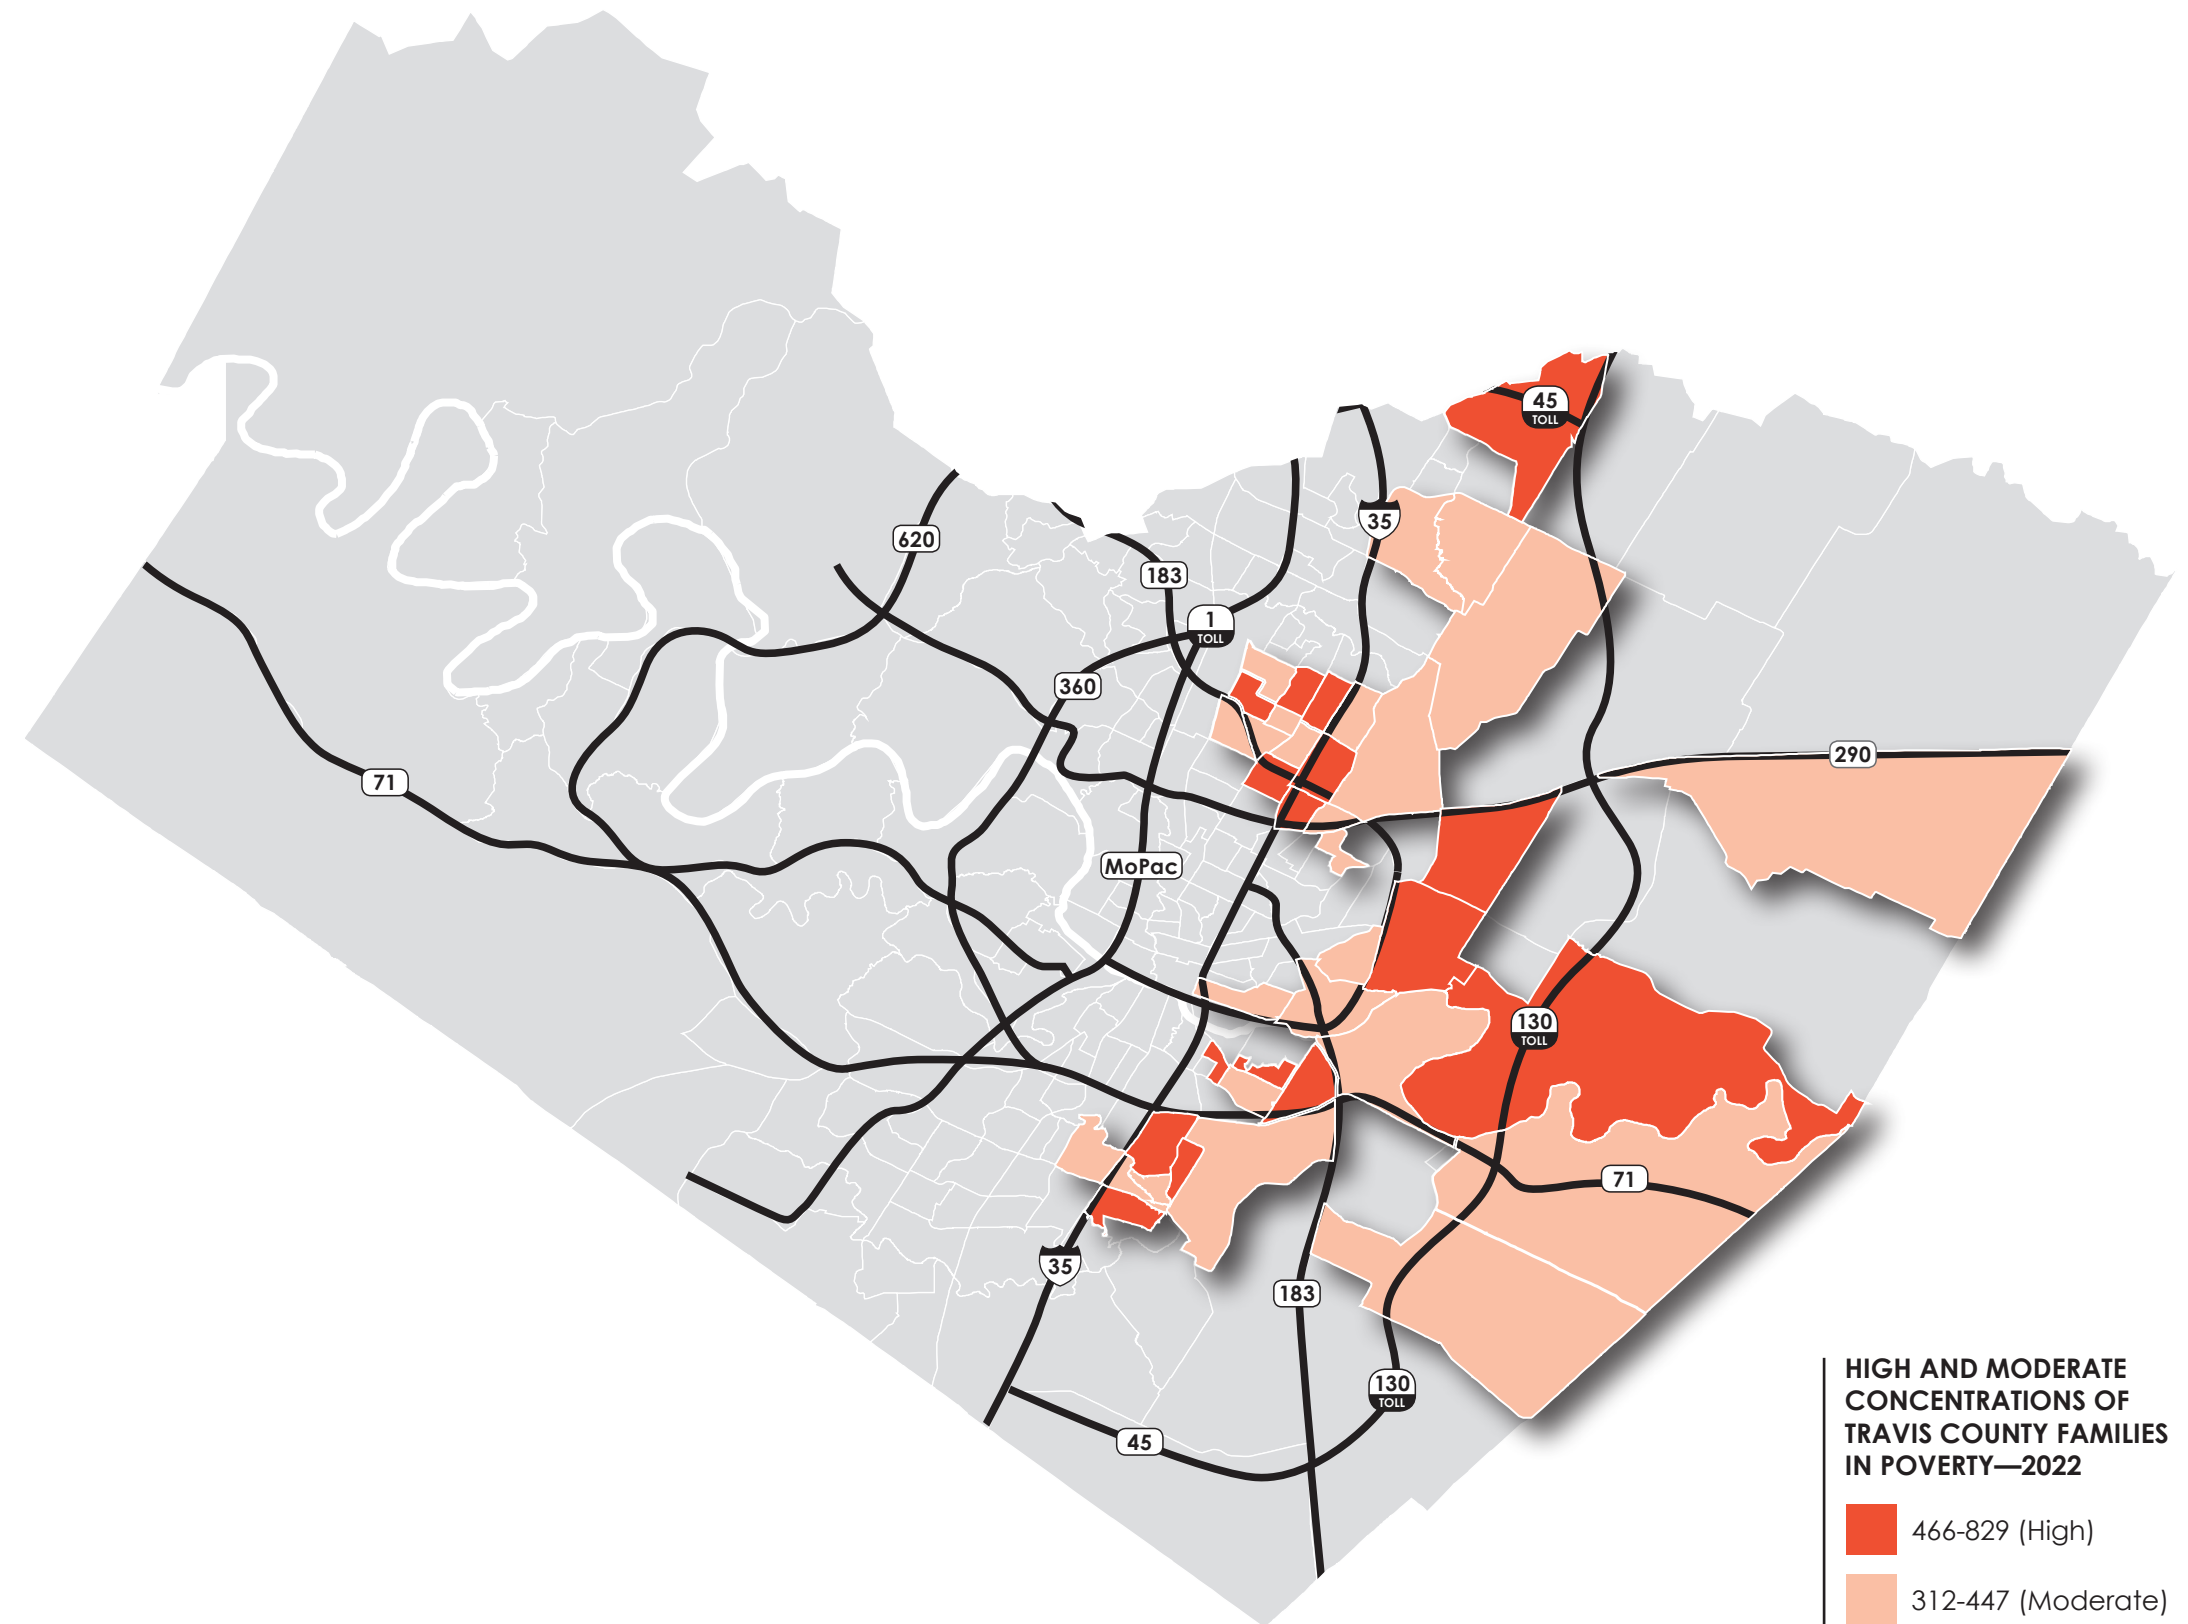 45
TOLL
35
620
183
1
TOLL
360
290
71
MoPac
130
TOLL
71
35
183
130
TOLL
45
HIGH AND MODERATE
CONCENTRATIONS OF
TRAVIS COUNTY FAMILIES
IN POVERTY—2022
466-829 (High)
312-447 (Moderate)